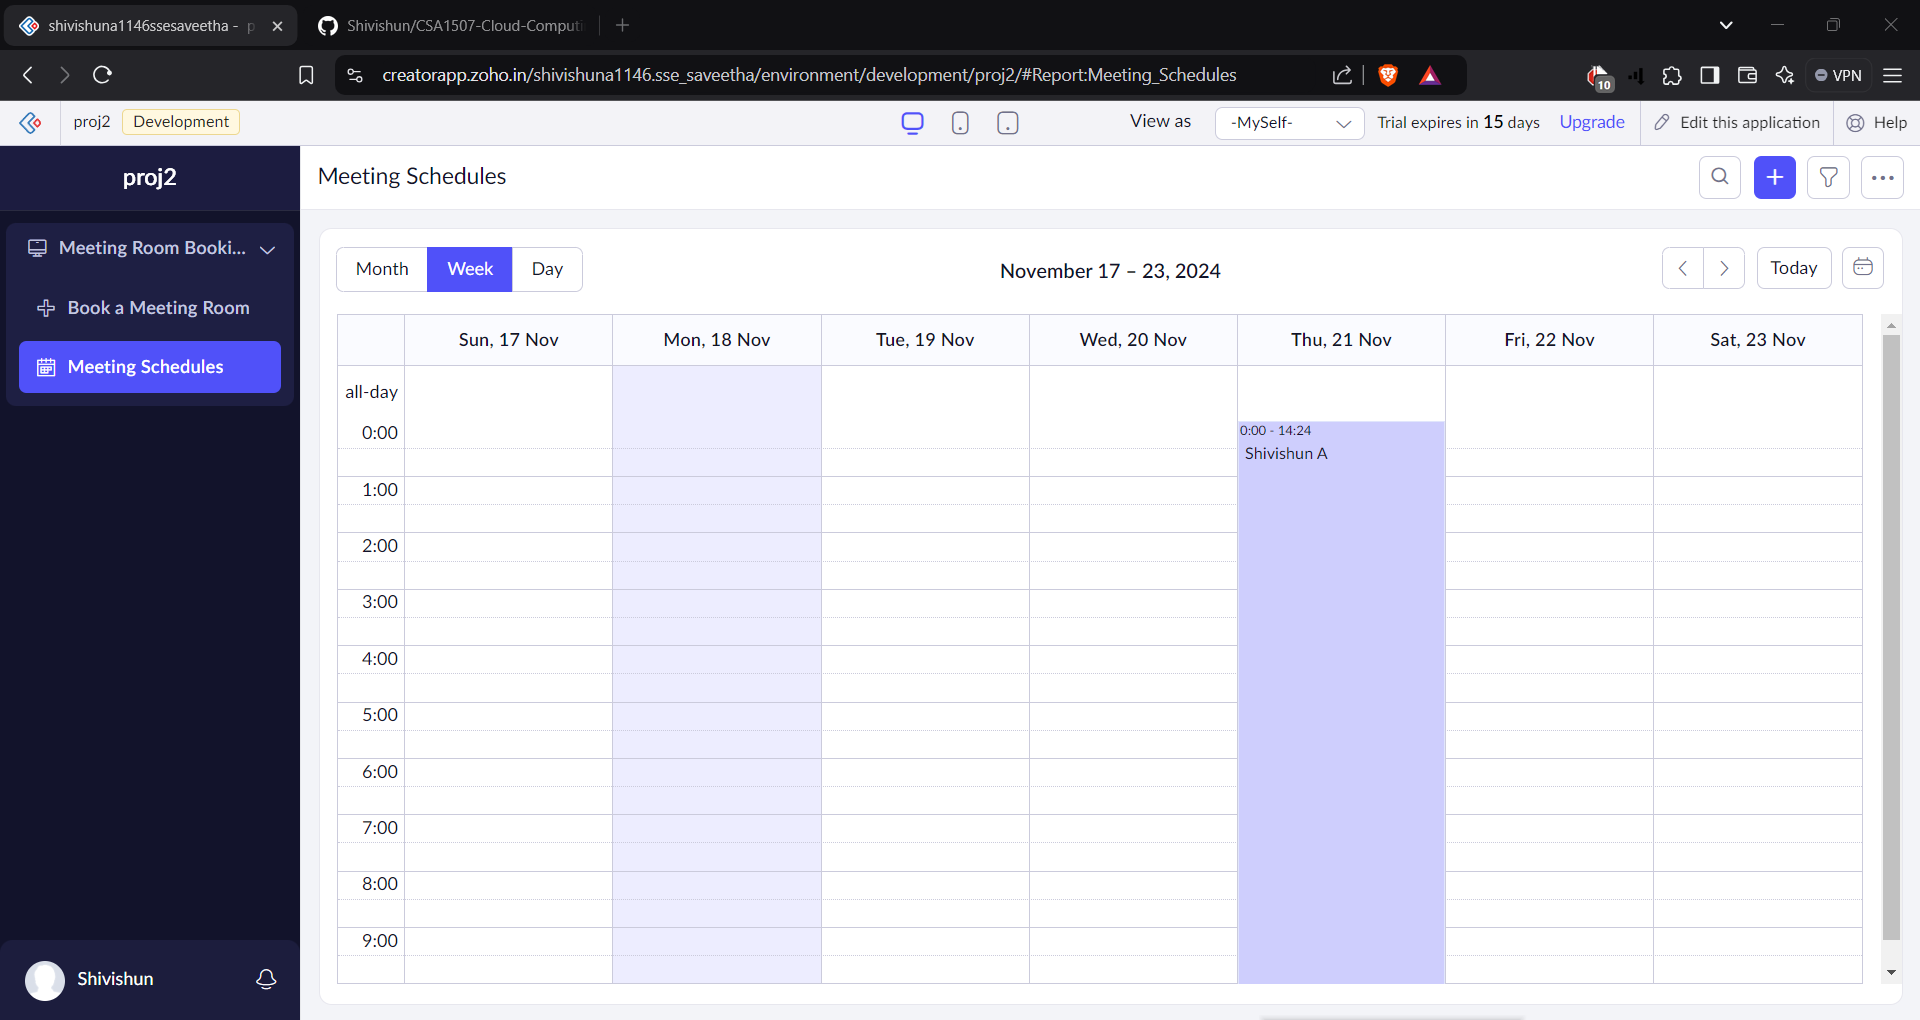 shivishuna1146ssesaveetha - p
Shivishun/CSA1507-Cloud-Computi
creatorapp.zoho.in/shivishuna1146.sse_saveetha/environment/development/proj2/#Report:Meeting_Schedules
10
VPN
proj2
Development
View as
-MySelf-
Trial expires in 15 days
Upgrade
Edit this application
Help
proj2
Meeting Schedules
Meeting Room Booki...
Book a Meeting Room
Meeting Schedules
Month
Week
Day
November 17 – 23, 2024
Today
Sun, 17 Nov
Mon, 18 Nov
Tue, 19 Nov
Wed, 20 Nov
Thu, 21 Nov
Fri, 22 Nov
Sat, 23 Nov
all-day
0:00
0:00 - 14:24
Shivishun A
1:00
2:00
3:00
4:00
5:00
6:00
7:00
8:00
9:00
Shivishun